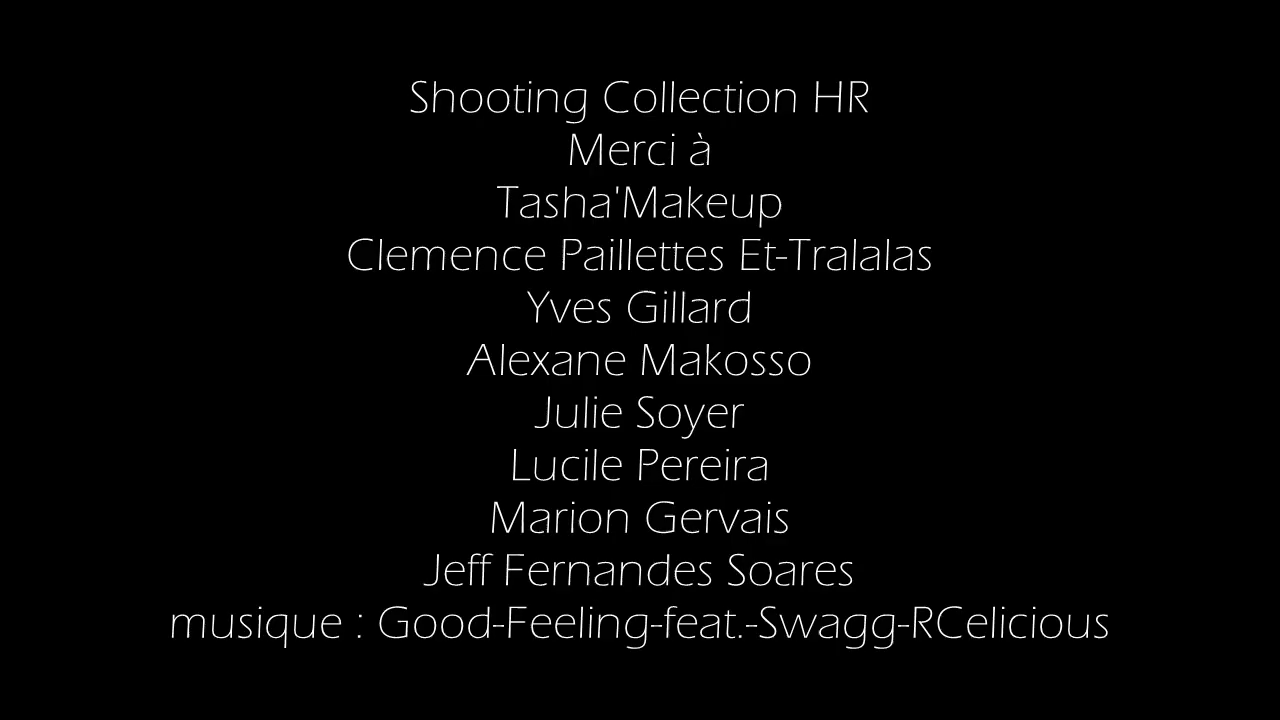 Shooting Collection HR
Merci à
Tasha'Makeup
Clemence Paillettes Et-Tralalas
Yves Gillard
Alexane Makosso
Julie Soyer
Lucile Pereira
Marion Gervais
Jeff Fernandes Soares
musique : Good-Feeling-feat.-Swagg-RCelicious